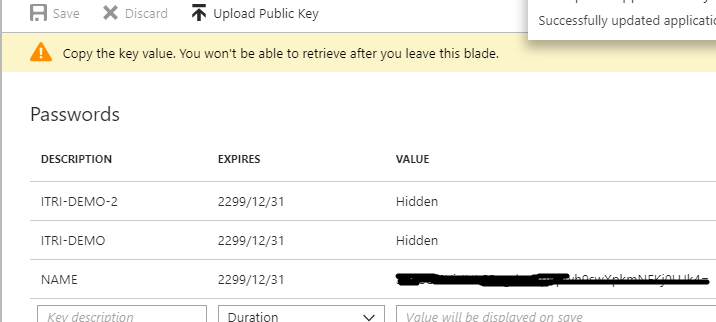 Save Discard Upload Public Key
Successfully updated applicatio
Copy the key value. You won't be able to retrieve after you leave this blade.
Passwords
DESCRIPTION EXPIRES VALUE
ITRI-DEMO-2 2299/12/31 Hidden
ITRI-DEMO 2299/12/31 Hidden
NAME 2299/12/31
Key description Duration Value will be displayed on save